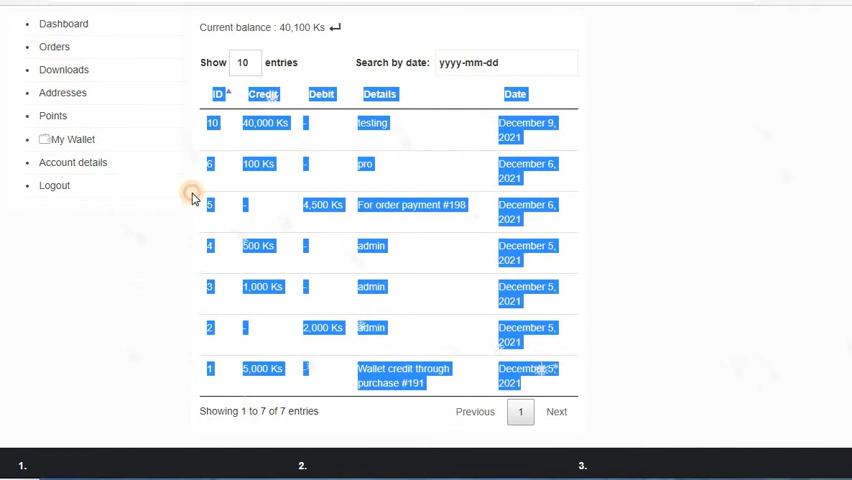 Dashboard
Orders
Downloads
Addresses
Points
My Wallet
Account details
Logout
Current balance : 40,100 Ks
Show 10 entries
Search by date: yyyy-mm-dd
ID Credit Debit Details Date
10 40,000 Ks - testing December 9, 2021
6 100 Ks - pro December 6, 2021
5 - 4,500 Ks For order payment #198 December 6, 2021
4 500 Ks - admin December 5, 2021
3 1,000 Ks - admin December 5, 2021
2 - 2,000 Ks admin December 5, 2021
1 5,000 Ks - Wallet credit through purchase #191 December 5, 2021
Showing 1 to 7 of 7 entries
Previous 1 Next
1. 2. 3.